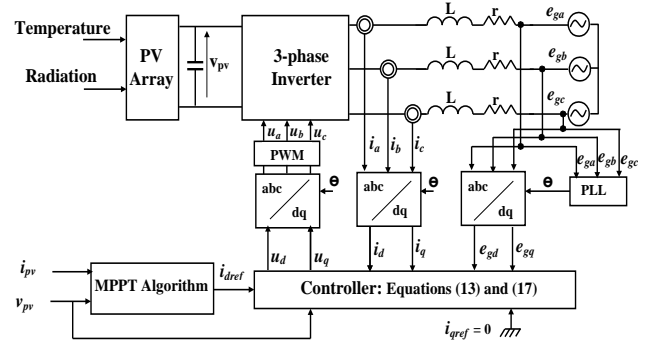 Temperature
Radiation
PV
Array
v_pv
3-phase
Inverter
L
r
e_ga
L
r
e_gb
L
r
e_gc
u_a
u_b
u_c
i_a
i_b
i_c
PWM
abc
dq
Θ
abc
dq
Θ
abc
dq
Θ
e_ga
e_gb
e_gc
PLL
u_d
u_q
i_d
i_q
e_gd
e_gq
i_pv
v_pv
MPPT Algorithm
i_dref
Controller: Equations (13) and (17)
i_qref = 0